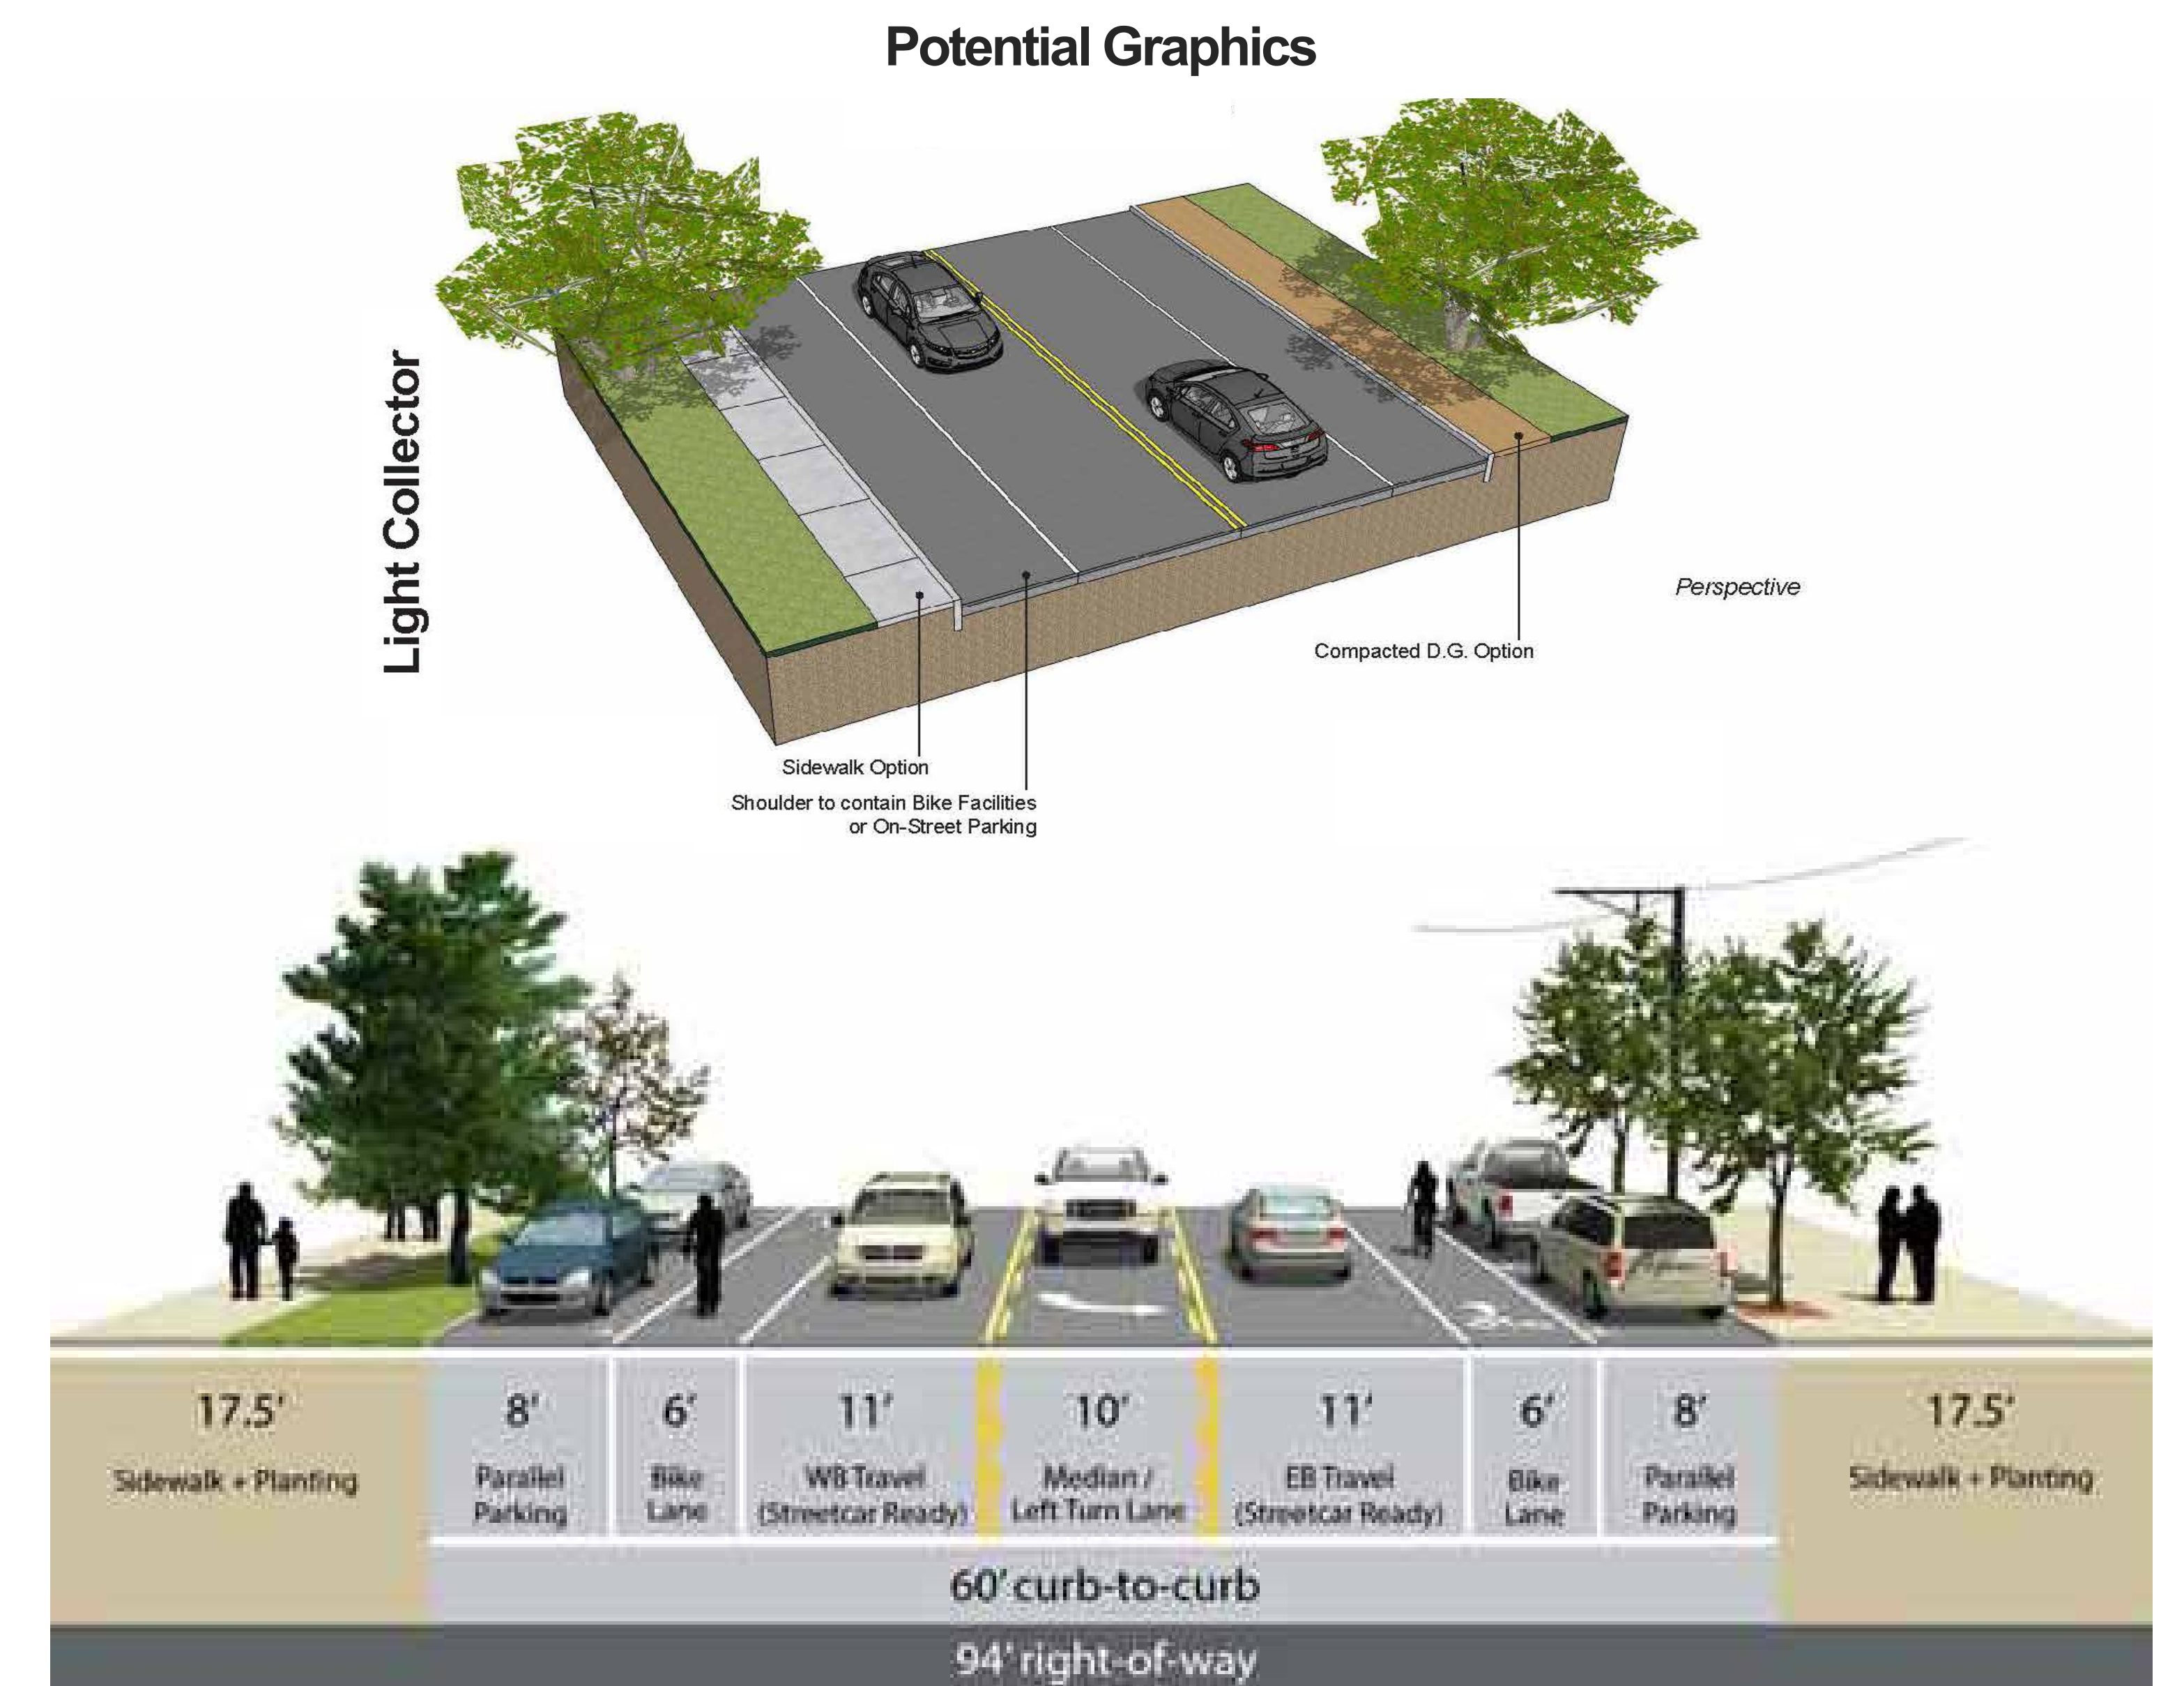 Potential Graphics
Light Collector
Perspective
Compacted D.G. Option
Sidewalk Option
Shoulder to contain Bike Facilities
or On-Street Parking
17.5' 8' 6' 11' 10' 11' 6' 8' 17.5'
Sidewalk + Planting Parallel Bike WB Travel Median / EB Travel Bike Parallel Sidewalk + Planting
Parking Lane (Streetcar Ready) Left Turn Lane (Streetcar Ready) Lane Parking
60' curb-to-curb
94' right-of-way